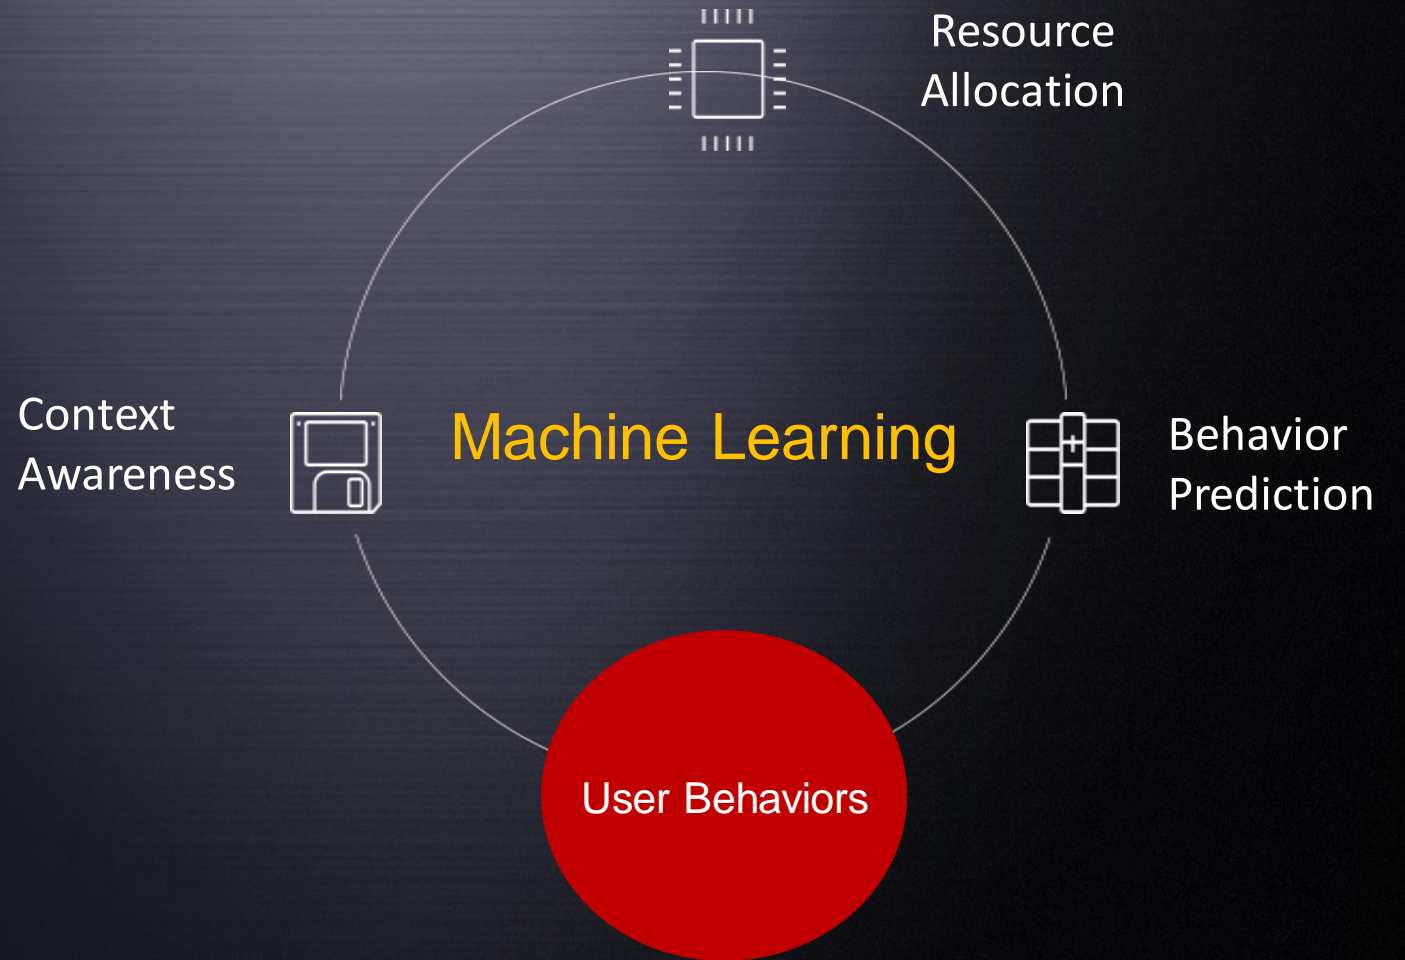 Resource
Allocation
Context
Awareness
Machine Learning
Behavior
Prediction
User Behaviors